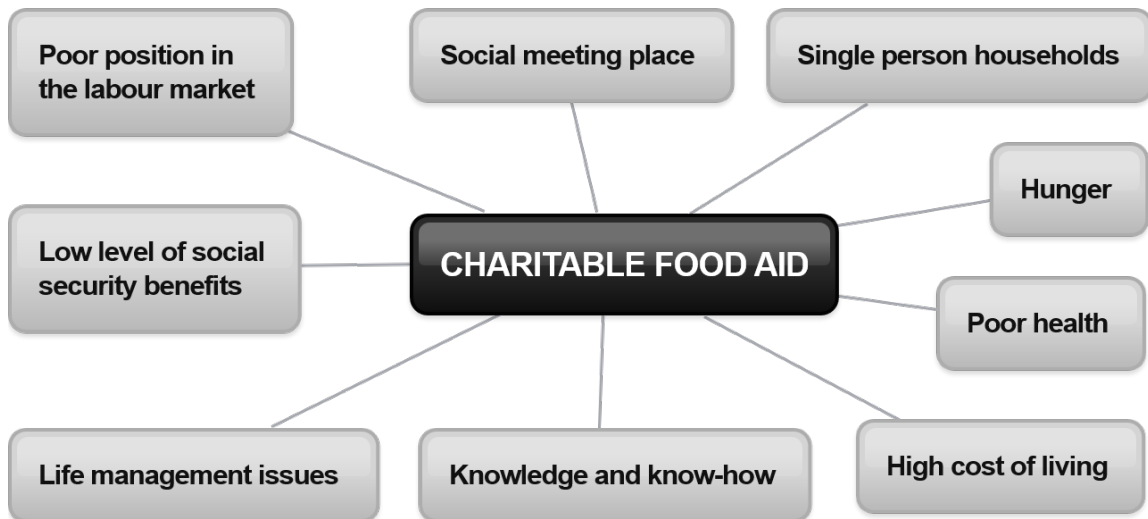 Poor position in
the labour market
Social meeting place
Single person households
Hunger
Low level of social
security benefits
CHARITABLE FOOD AID
Poor health
Life management issues
Knowledge and know-how
High cost of living